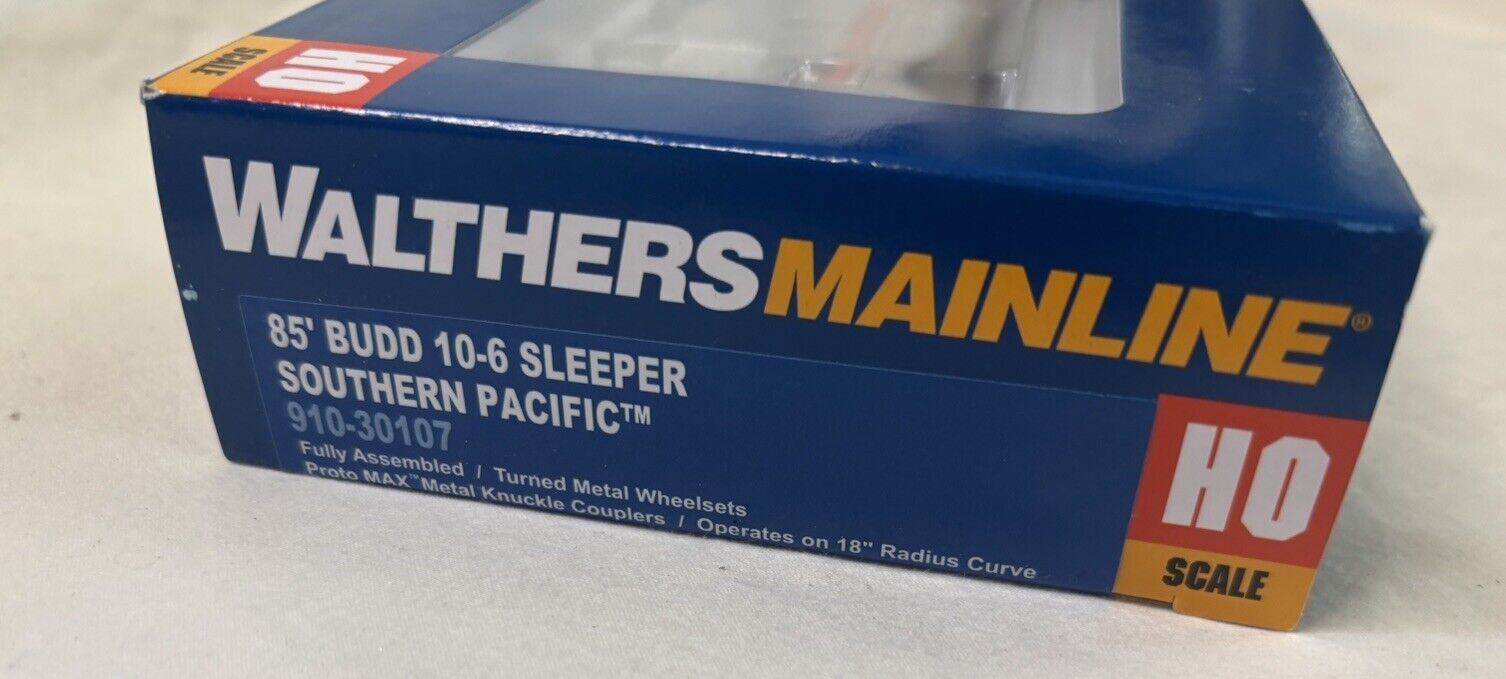 HO
SCALE
WALTHERSMAINLINE®
85' BUDD 10-6 SLEEPER
SOUTHERN PACIFIC™
910-30107
Fully Assembled / Turned Metal Wheelsets
Proto MAX™ Metal Knuckle Couplers / Operates on 18" Radius Curve
HO
SCALE